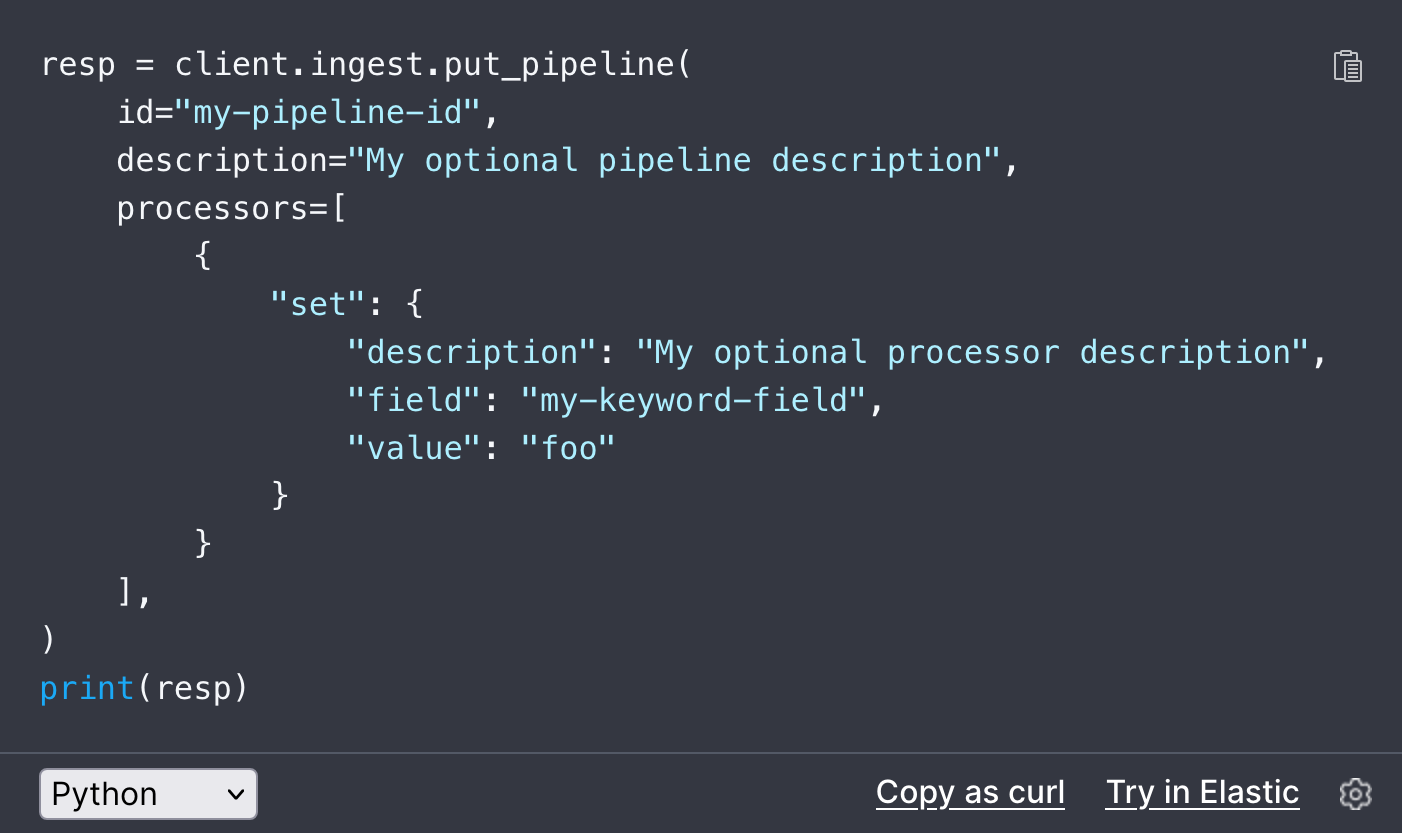 resp = client.ingest.put_pipeline(
    id="my-pipeline-id",
    description="My optional pipeline description",
    processors=[
        {
            "set": {
                "description": "My optional processor description",
                "field": "my-keyword-field",
                "value": "foo"
            }
        }
    ],
)
print(resp)
Python
Copy as curl
Try in Elastic